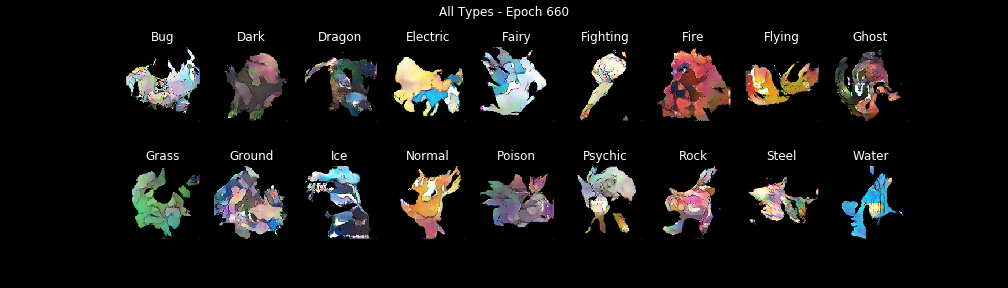 All Types - Epoch 660
Bug Dark Dragon Electric Fairy Fighting Fire Flying Ghost
Grass Ground Ice Normal Poison Psychic Rock Steel Water